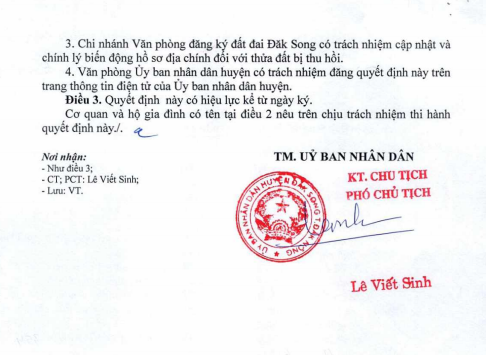 3. Chi nhánh Văn phòng đăng ký đất đai Đăk Song có trách nhiệm cập nhật và
chỉnh lý biến động hồ sơ địa chính đối với thửa đất bị thu hồi.
4. Văn phòng Ủy ban nhân dân huyện có trách nhiệm đăng quyết định này trên
trang thông tin điện tử của Ủy ban nhân dân huyện.
Điều 3. Quyết định này có hiệu lực kể từ ngày ký.
Cơ quan và hộ gia đình có tên tại điều 2 nêu trên chịu trách nhiệm thi hành
quyết định này./.
Nơi nhận:
- Như điều 3;
- CT; PCT: Lê Viết Sinh;
- Lưu: VT.
TM. UỶ BAN NHÂN DÂN
KT. CHỦ TỊCH
PHÓ CHỦ TỊCH
ỦY BAN NHÂN DÂN HUYỆN ĐĂK SONG T.ĐĂK NÔNG
Lê Viết Sinh